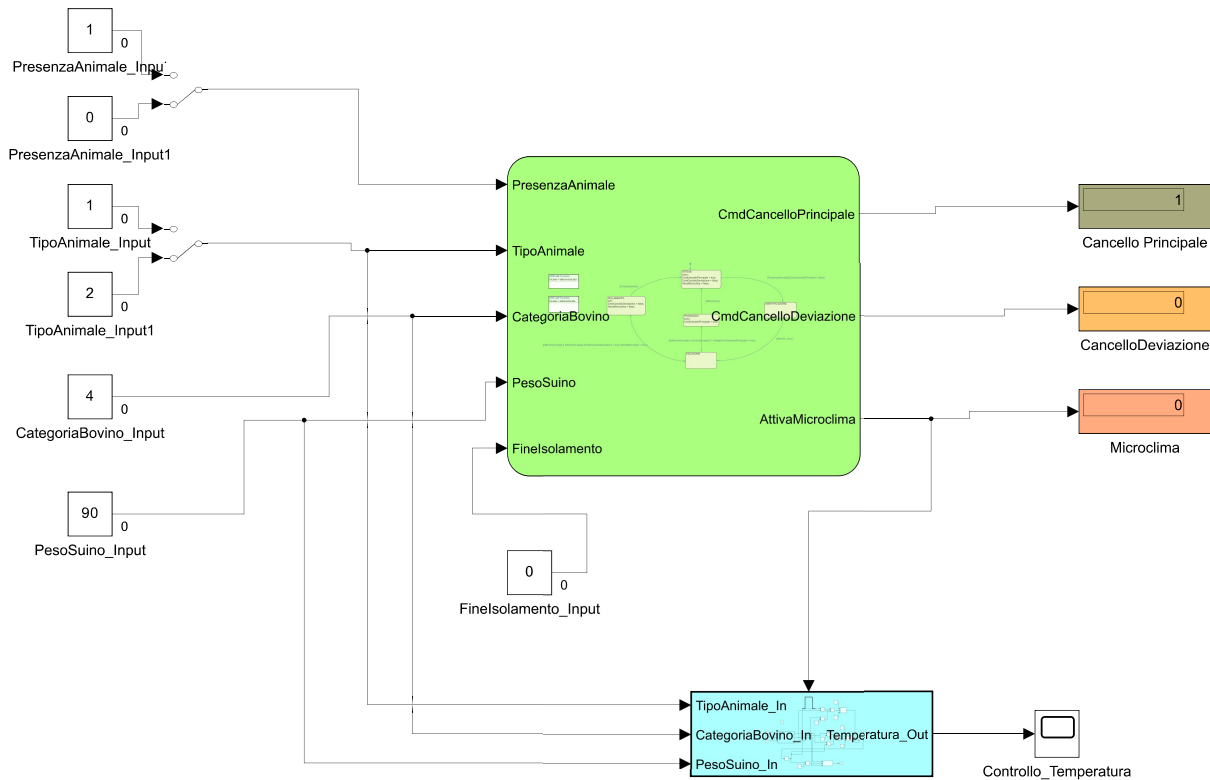 1
0
PresenzaAnimale_Inpu
0
0
PresenzaAnimale_Input1
1
0
TipoAnimale_Input
2
0
TipoAnimale_Input1
4
0
CategoriaBovino_Input
90
0
PesoSuino_Input
PresenzaAnimale
TipoAnimale
CategoriaBovino
PesoSuino
FineIsolamento
CmdCancelloPrincipale
CmdCancelloDeviazione
AttivaMicroclima
0
0
FineIsolamento_Input
1
Cancello Principale
0
CancelloDeviazione
0
Microclima
TipoAnimale_In
CategoriaBovino_In
PesoSuino_In
Temperatura_Out
Controllo_Temperatura